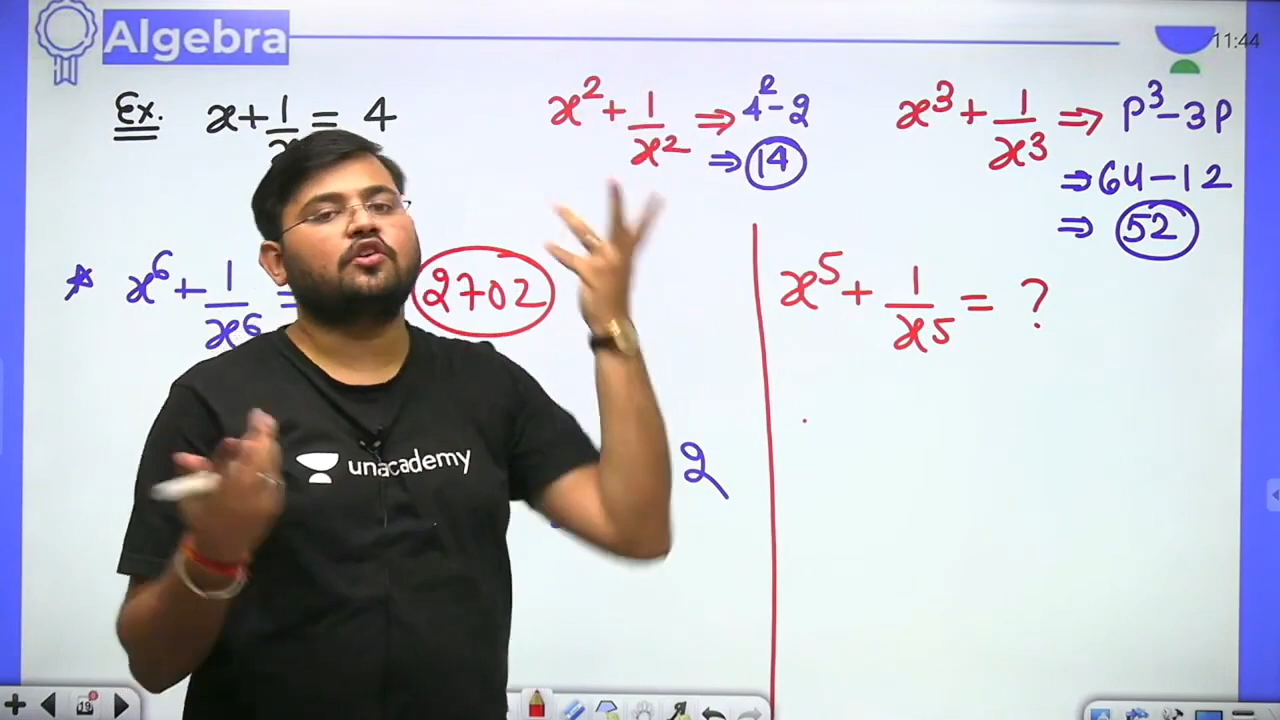 Algebra
11:44
Ex. x + 1/x = 4
x² + 1/x² ⇒ 4² - 2
⇒ 14
x³ + 1/x³ ⇒ P³ - 3P
⇒ 64 - 12
⇒ 52
☆ x⁶ + 1/x⁶ = 2702
2
x⁵ + 1/x⁵ = ?
unacademy
19